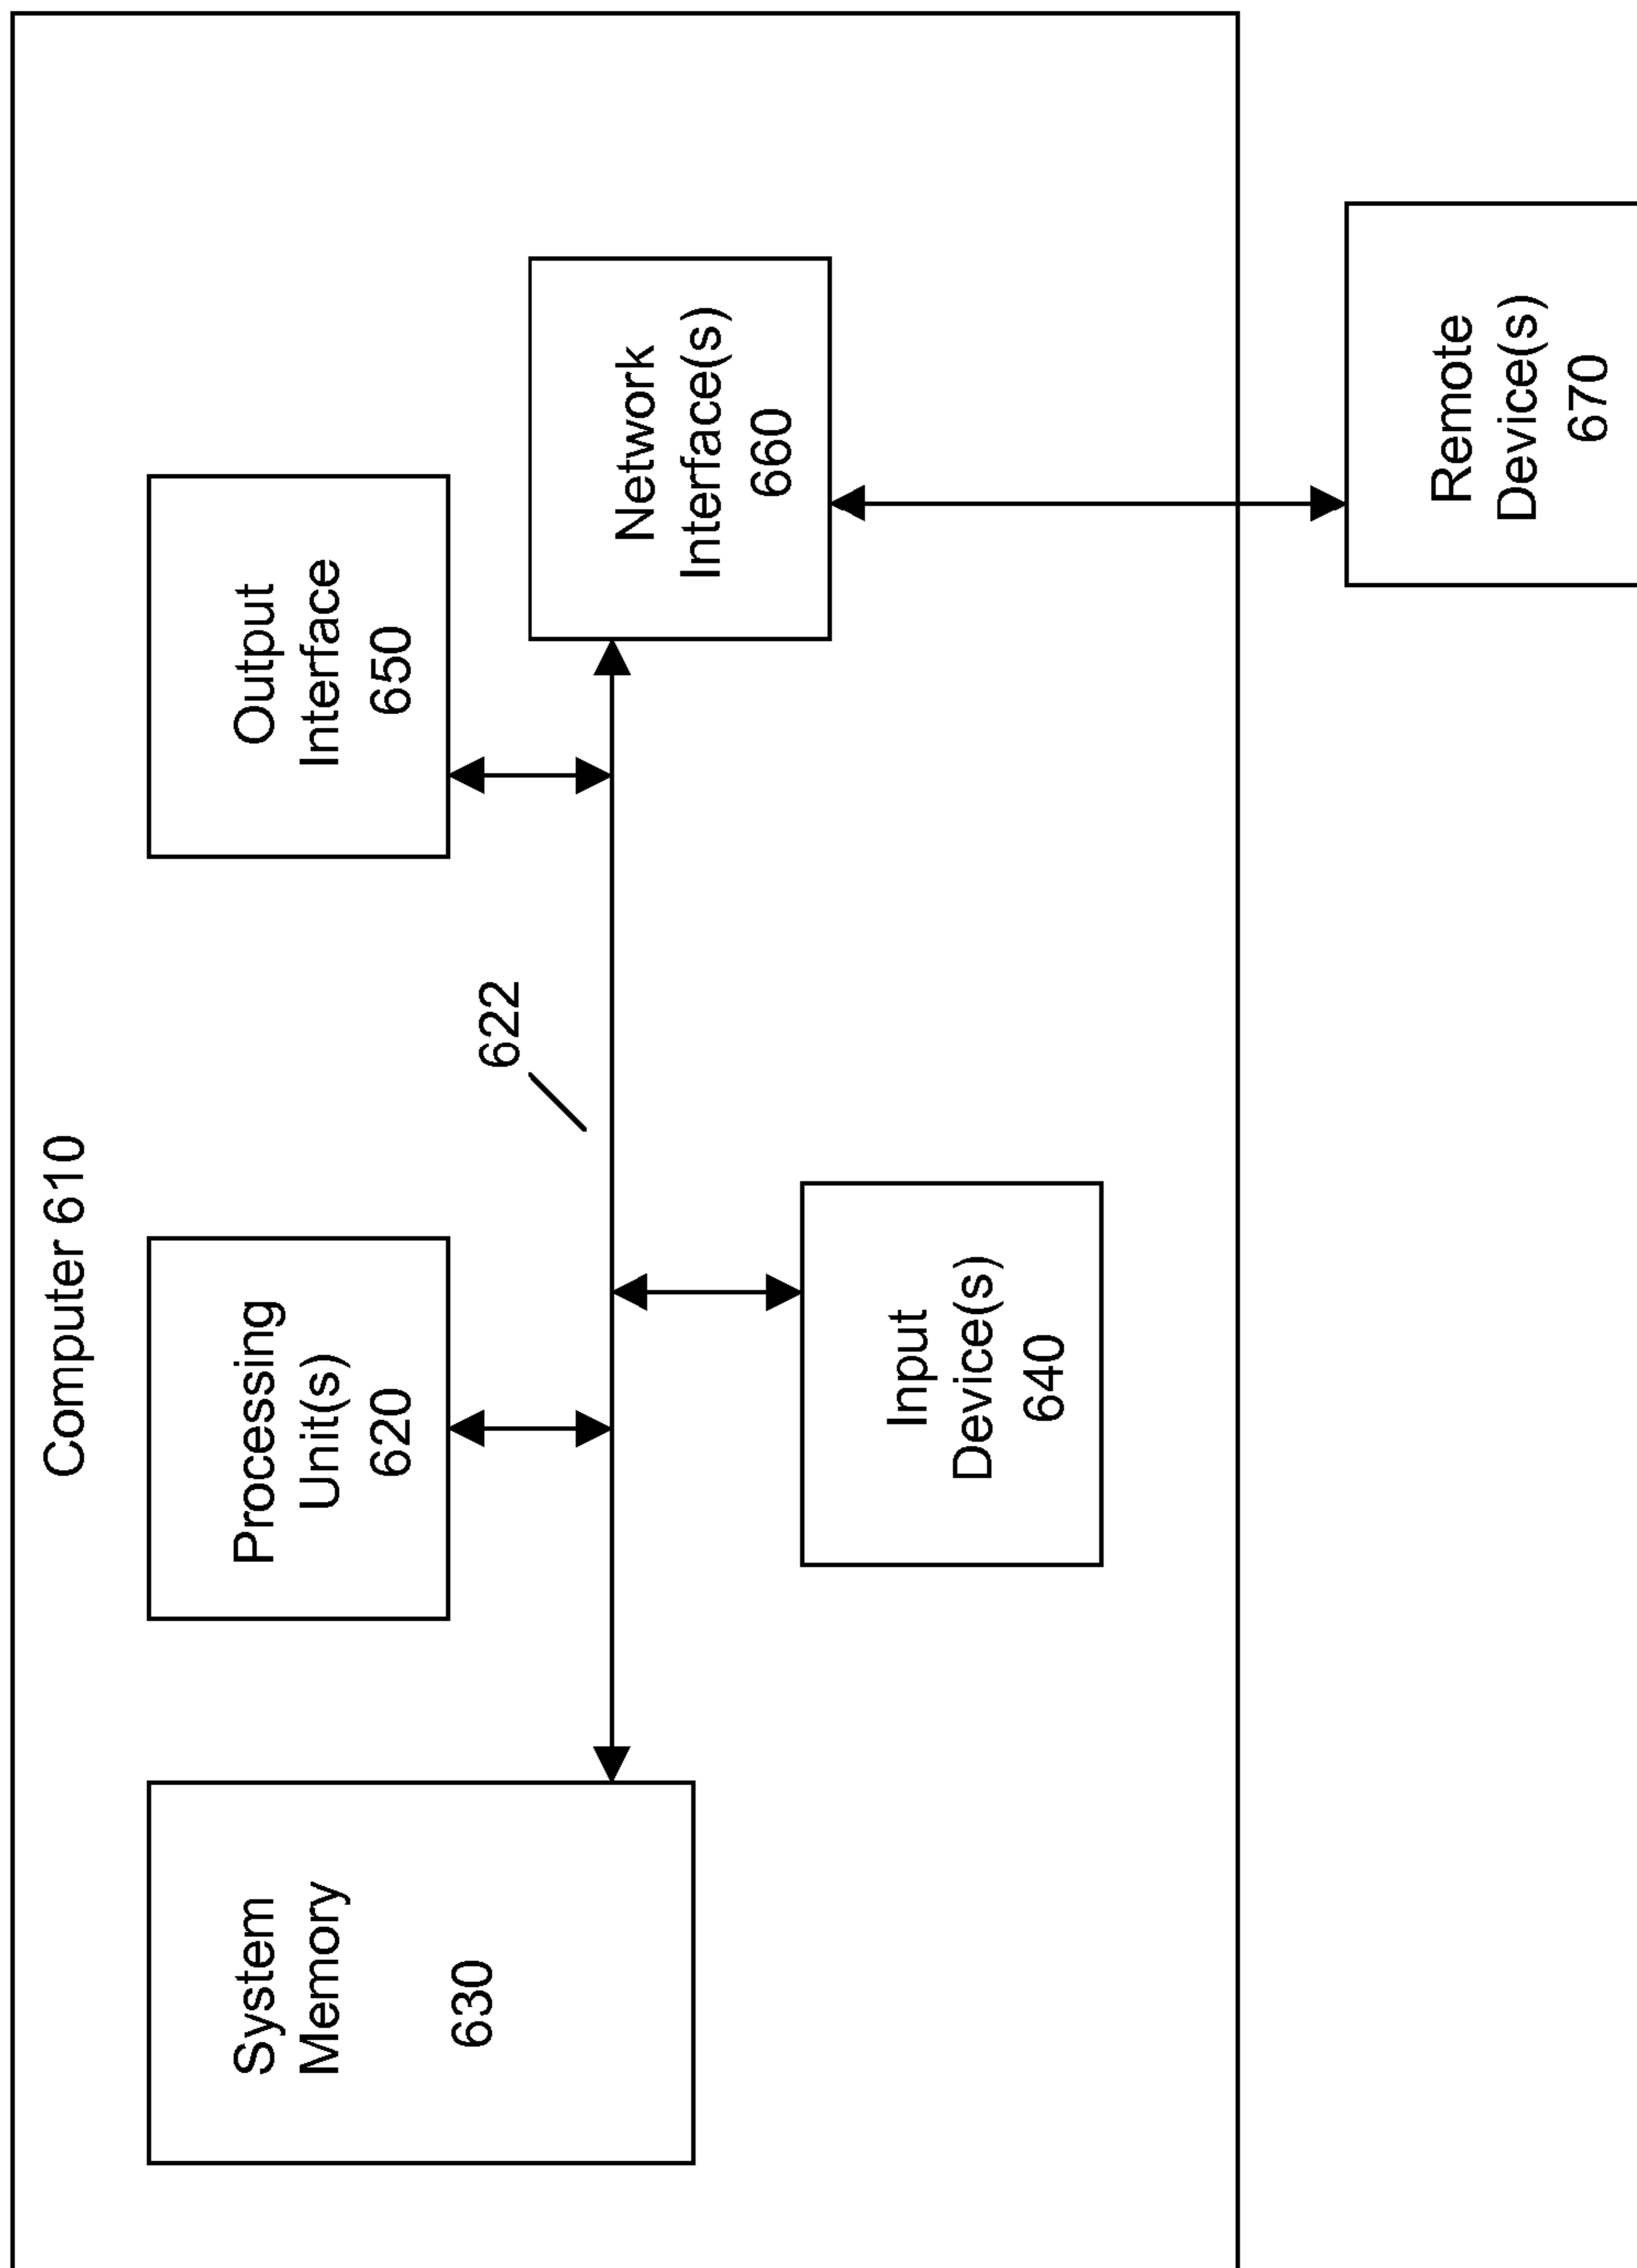 Computer 610
System
Memory
630
Processing
Unit(s)
620
Output
Interface
650
622
Network
Interface(s)
660
Input
Device(s)
640
Remote
Device(s)
670